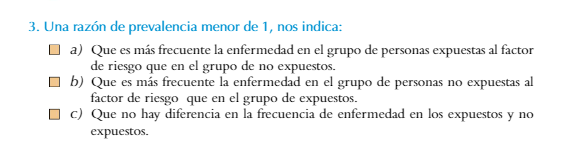 3. Una razón de prevalencia menor de 1, nos indica:
a) Que es más frecuente la enfermedad en el grupo de personas expuestas al factor
de riesgo que en el grupo de no expuestos.
b) Que es más frecuente la enfermedad en el grupo de personas no expuestas al
factor de riesgo que en el grupo de expuestos.
c) Que no hay diferencia en la frecuencia de enfermedad en los expuestos y no
expuestos.